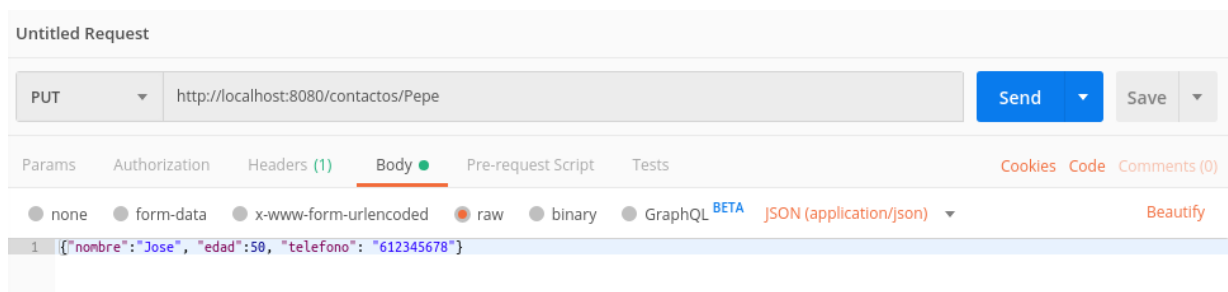 Untitled Request
PUT http://localhost:8080/contactos/Pepe Send Save
Params Authorization Headers (1) Body Pre-request Script Tests Cookies Code Comments (0)
none form-data x-www-form-urlencoded raw binary GraphQL BETA JSON (application/json) Beautify
1 {"nombre":"Jose", "edad":50, "telefono": "612345678"}